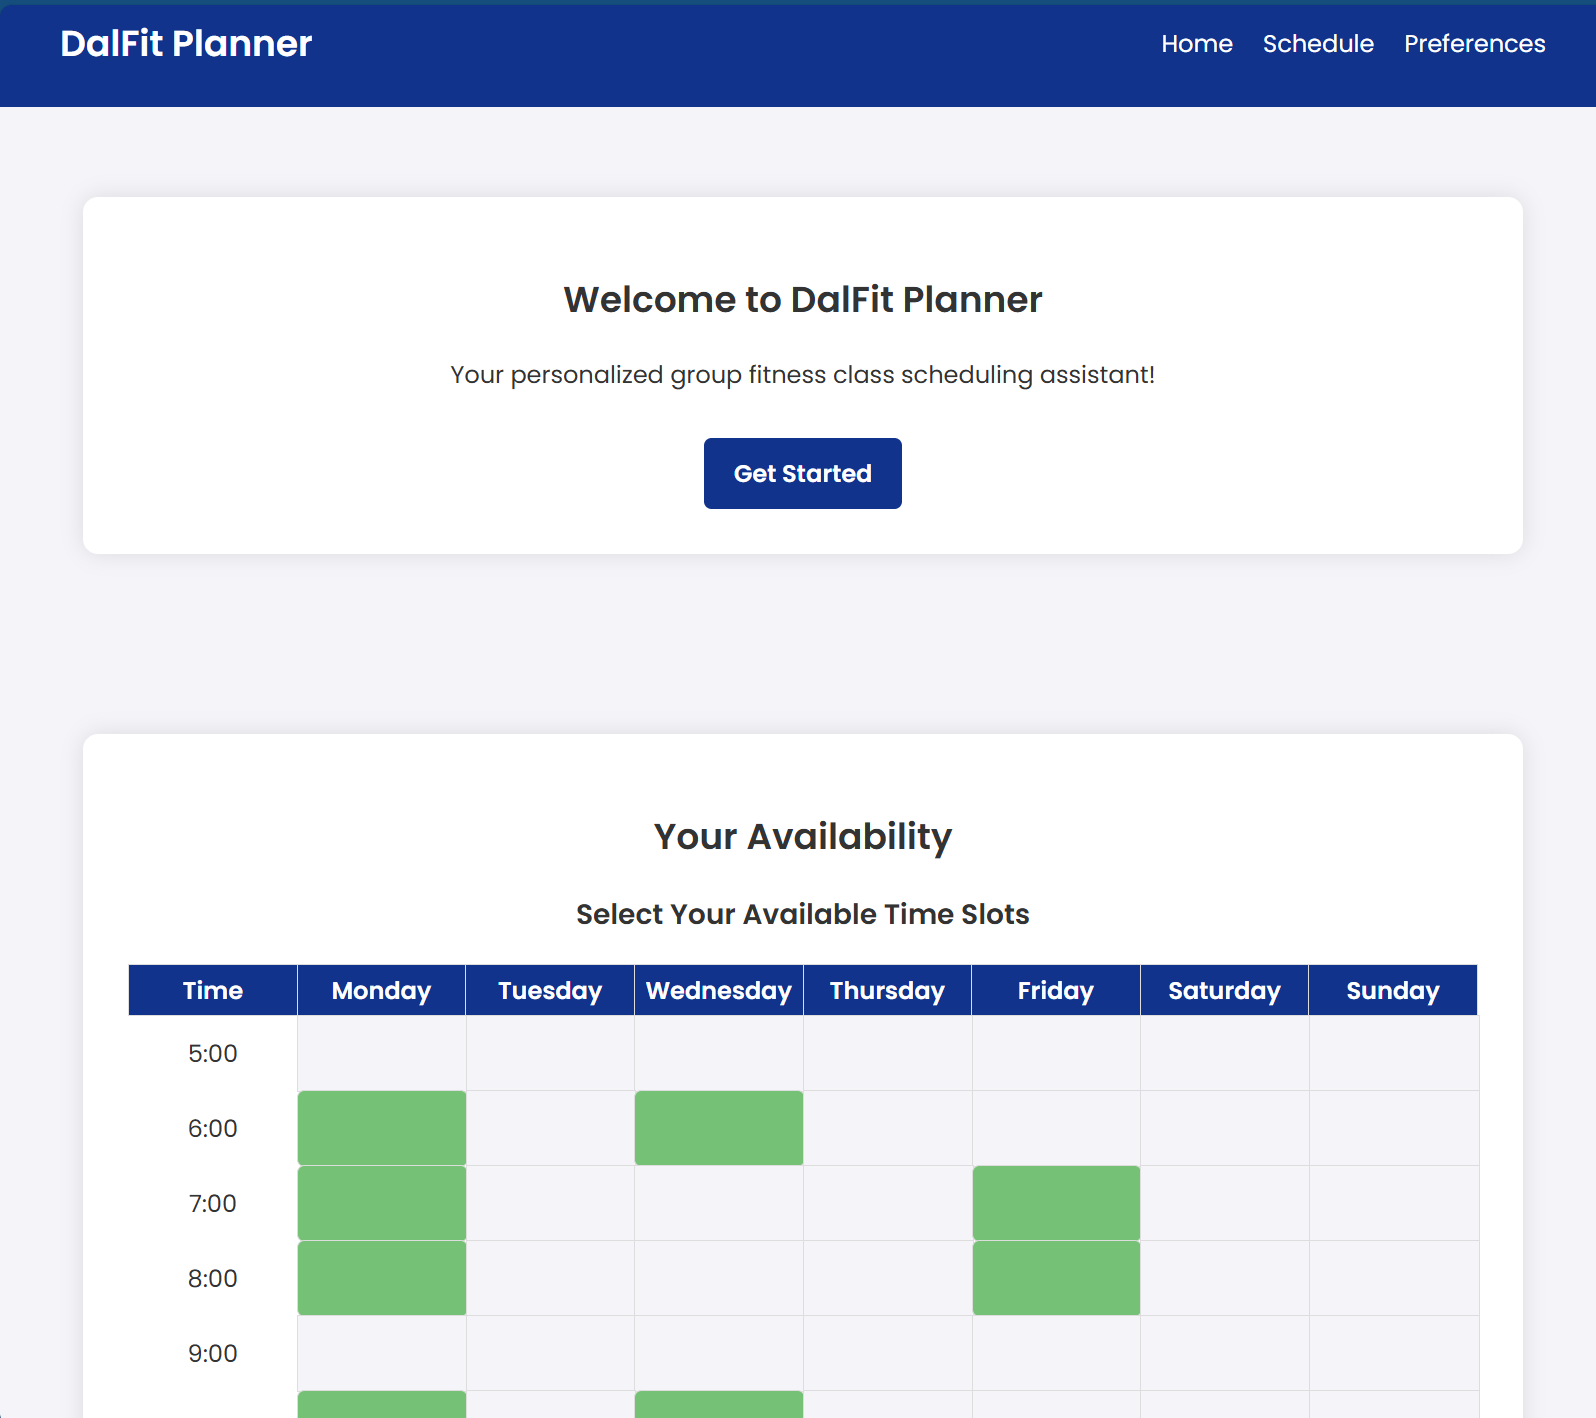 DalFit Planner
Home Schedule Preferences
Welcome to DalFit Planner
Your personalized group fitness class scheduling assistant!
Get Started
Your Availability
Select Your Available Time Slots
Time Monday Tuesday Wednesday Thursday Friday Saturday Sunday
5:00
6:00
7:00
8:00
9:00